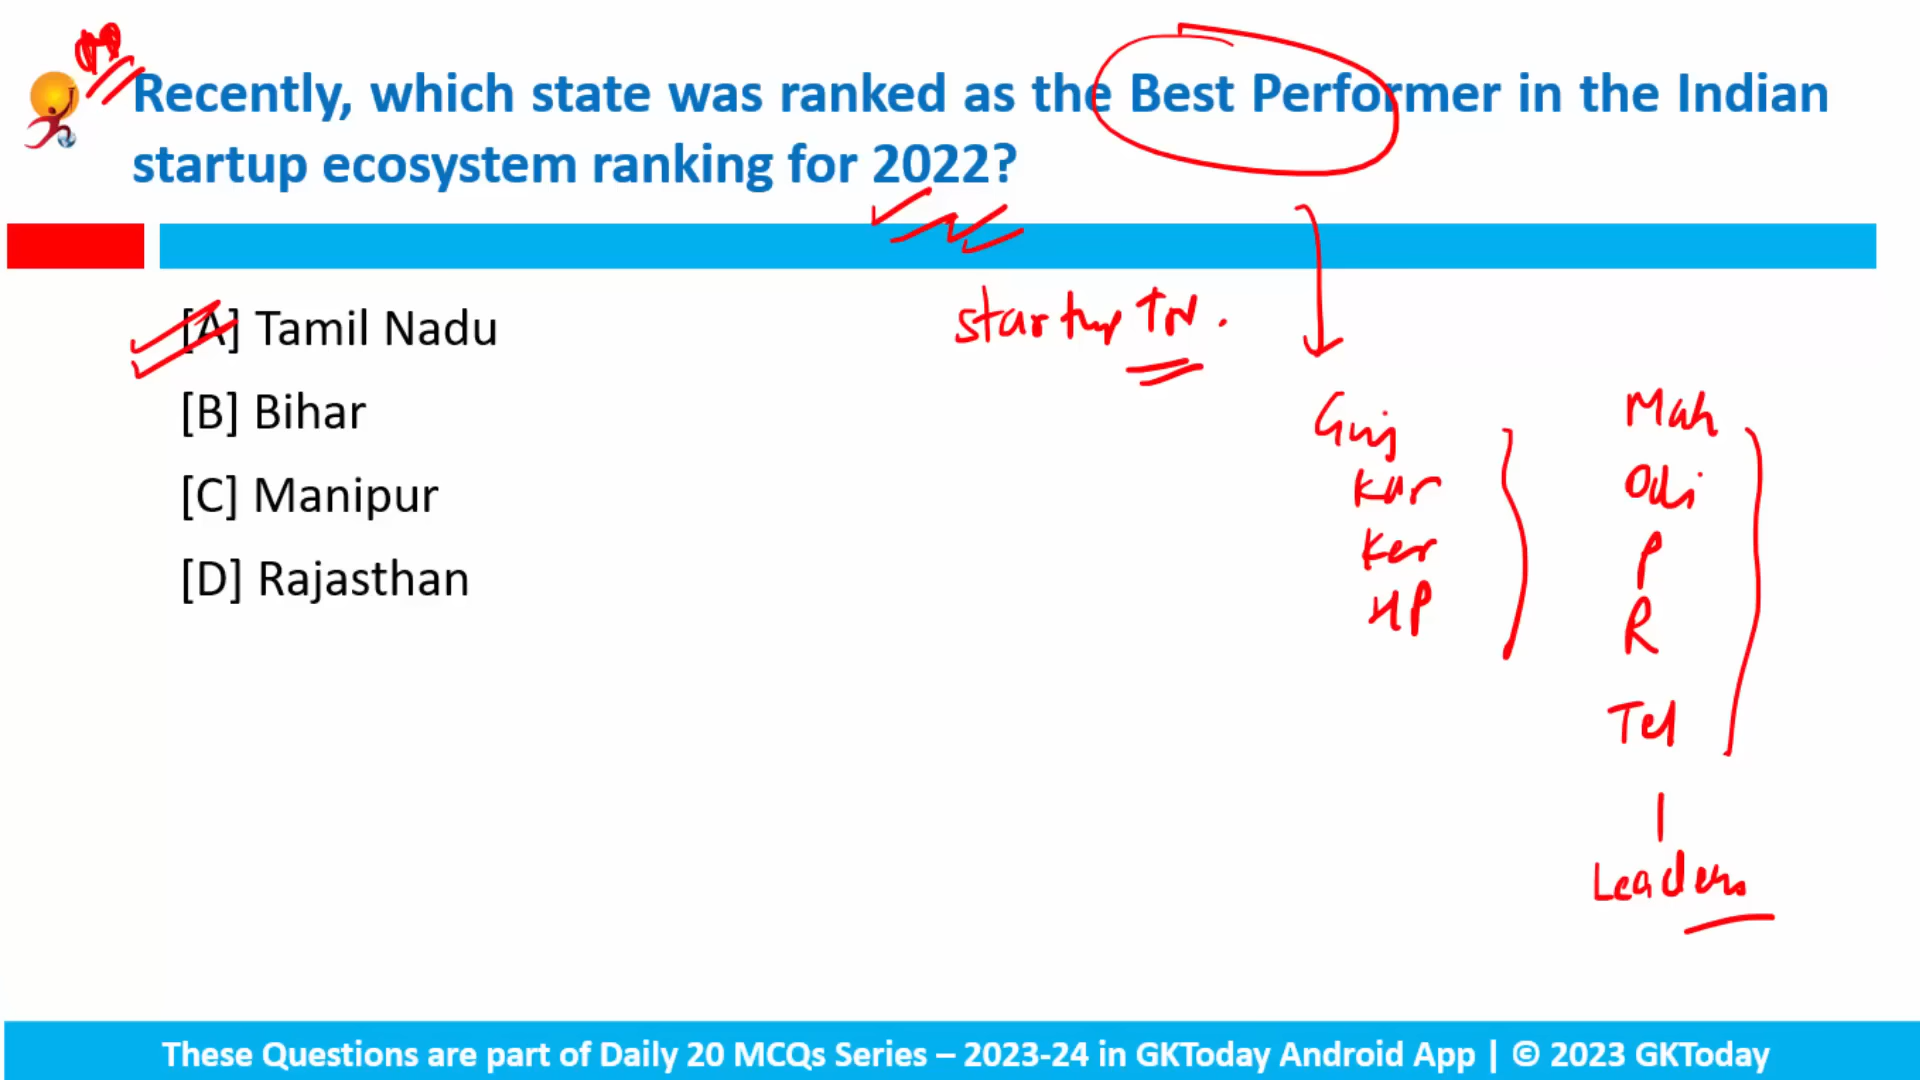 Recently, which state was ranked as the Best Performer in the Indian
startup ecosystem ranking for 2022?
[A] Tamil Nadu
[B] Bihar
[C] Manipur
[D] Rajasthan
Startup TN.
Guj
Kar
Ker
HP
Mah
Odi
P
R
Tel
Leaders
These Questions are part of Daily 20 MCQs Series – 2023-24 in GKToday Android App | © 2023 GKToday